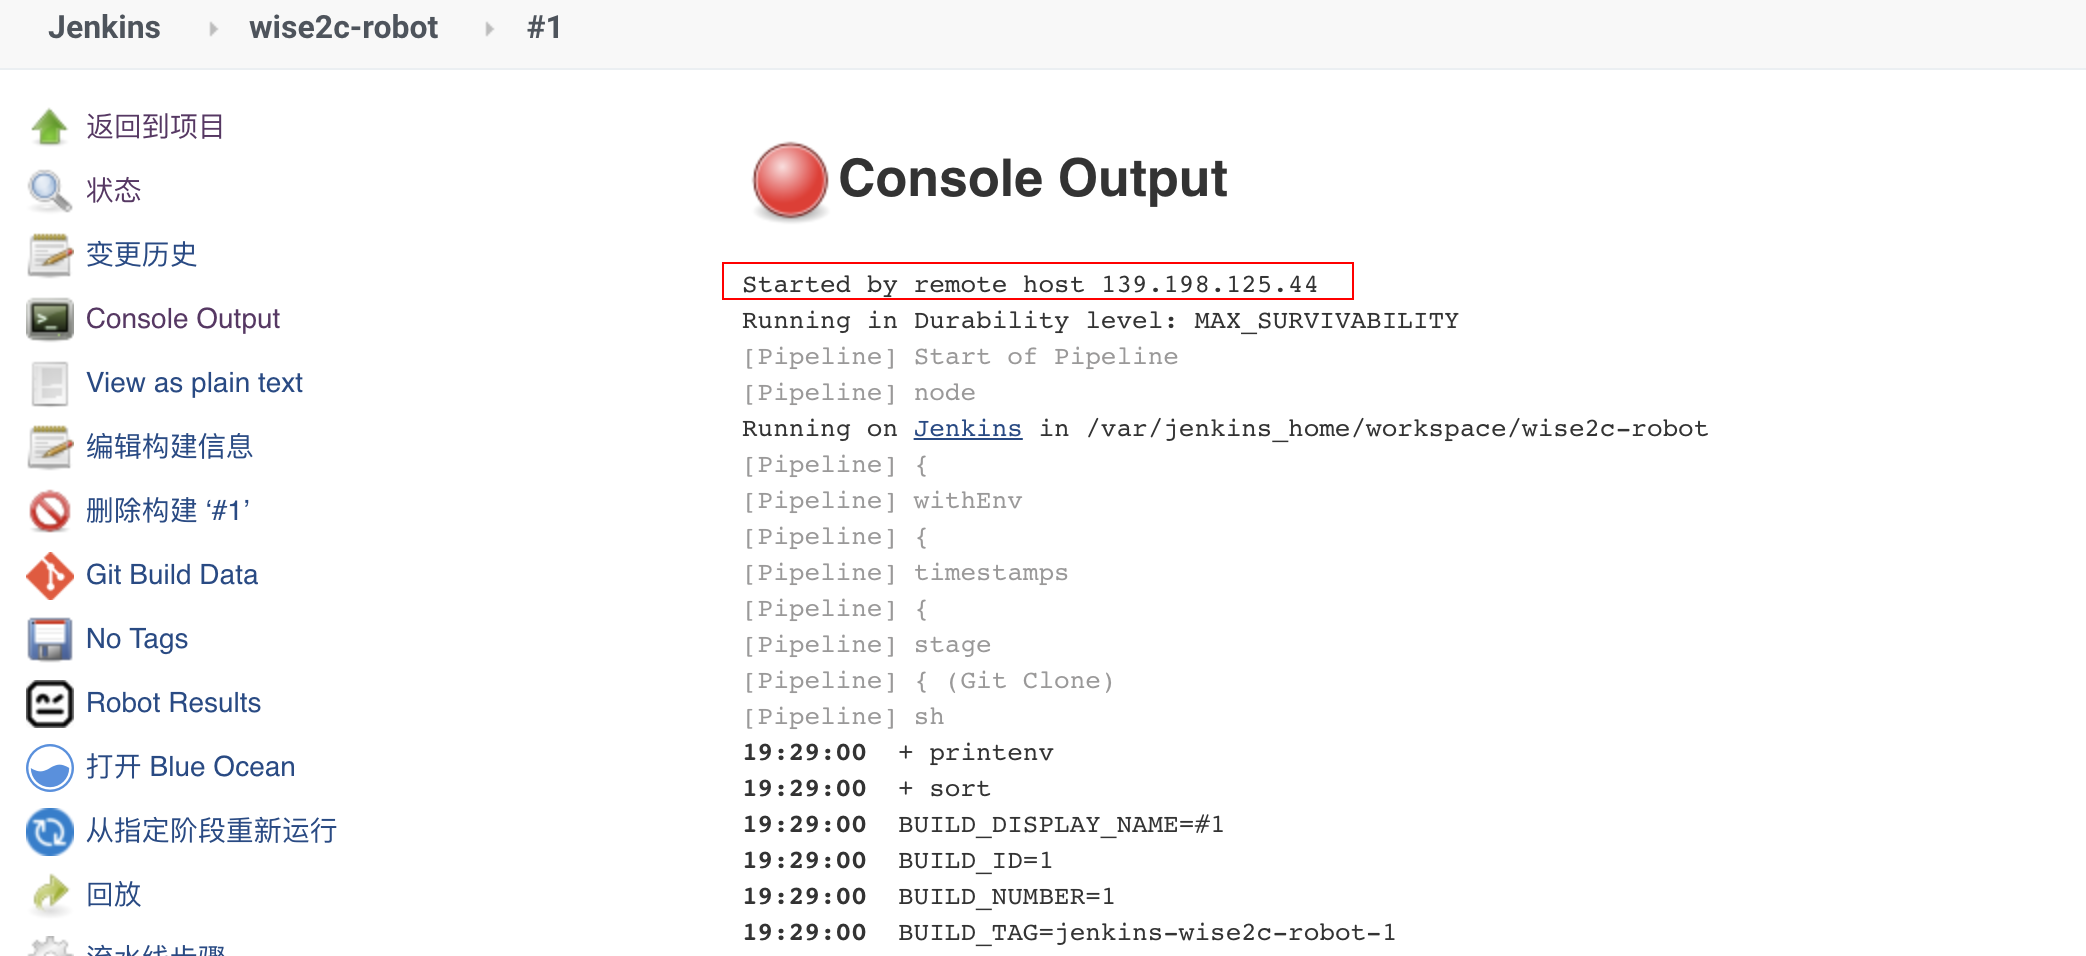 Jenkins wise2c-robot #1
返回到项目
状态
变更历史
Console Output
View as plain text
编辑构建信息
删除构建 ‘#1’
Git Build Data
No Tags
Robot Results
打开 Blue Ocean
从指定阶段重新运行
回放
流水线步骤
Console Output
Started by remote host 139.198.125.44
Running in Durability level: MAX_SURVIVABILITY
[Pipeline] Start of Pipeline
[Pipeline] node
Running on Jenkins in /var/jenkins_home/workspace/wise2c-robot
[Pipeline] {
[Pipeline] withEnv
[Pipeline] {
[Pipeline] timestamps
[Pipeline] {
[Pipeline] stage
[Pipeline] { (Git Clone)
[Pipeline] sh
19:29:00 + printenv
19:29:00 + sort
19:29:00 BUILD_DISPLAY_NAME=#1
19:29:00 BUILD_ID=1
19:29:00 BUILD_NUMBER=1
19:29:00 BUILD_TAG=jenkins-wise2c-robot-1